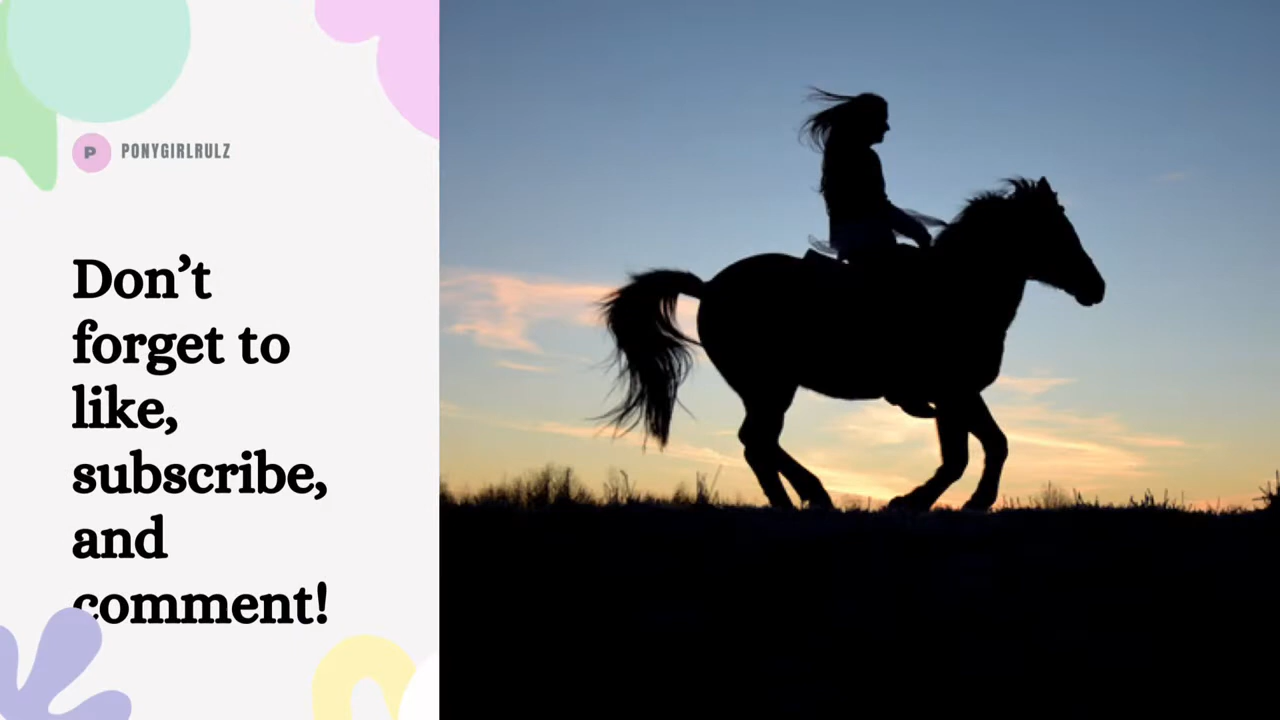 P PONYGIRLRULZ
Don’t
forget to
like,
subscribe,
and
comment!